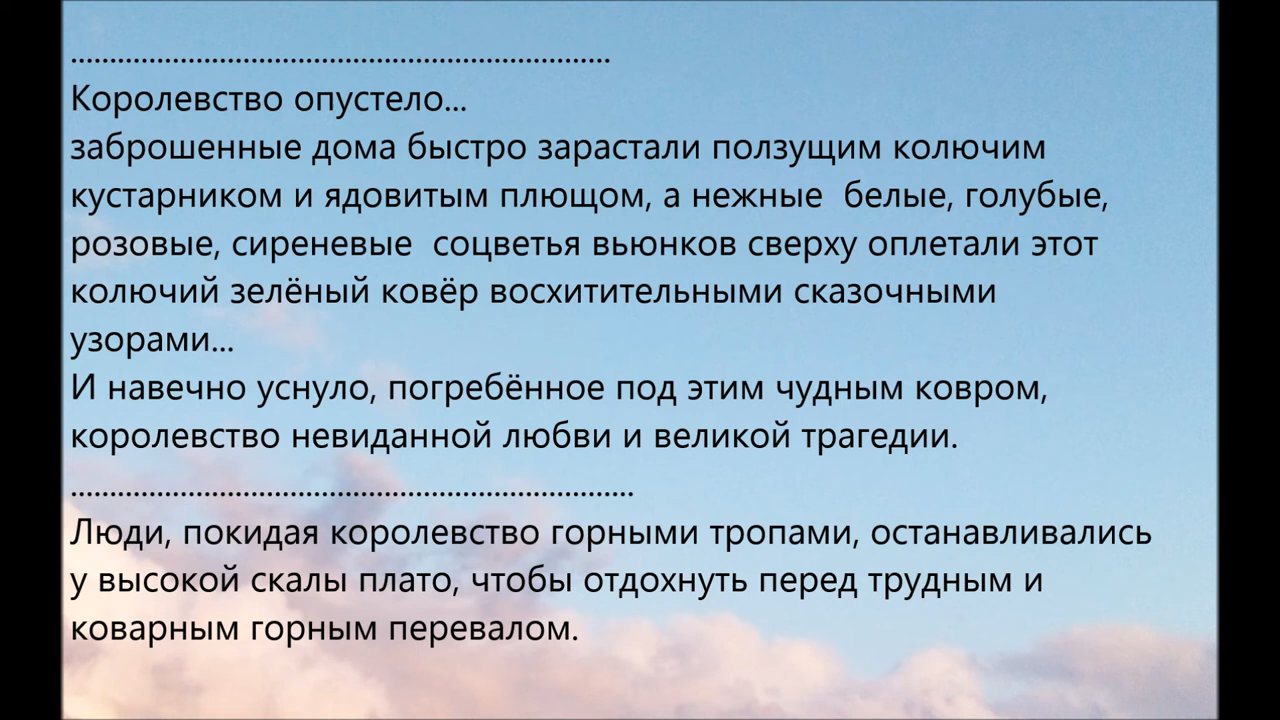 ......................................................................
Королевство опустело...
заброшенные дома быстро зарастали ползущим колючим
кустарником и ядовитым плющом, а нежные  белые, голубые,
розовые, сиреневые  соцветья вьюнков сверху оплетали этот
колючий зелёный ковёр восхитительными сказочными
узорами...
И навечно уснуло, погребённое под этим чудным ковром,
королевство невиданной любви и великой трагедии.
.........................................................................
Люди, покидая королевство горными тропами, останавливались
у высокой скалы плато, чтобы отдохнуть перед трудным и
коварным горным перевалом.